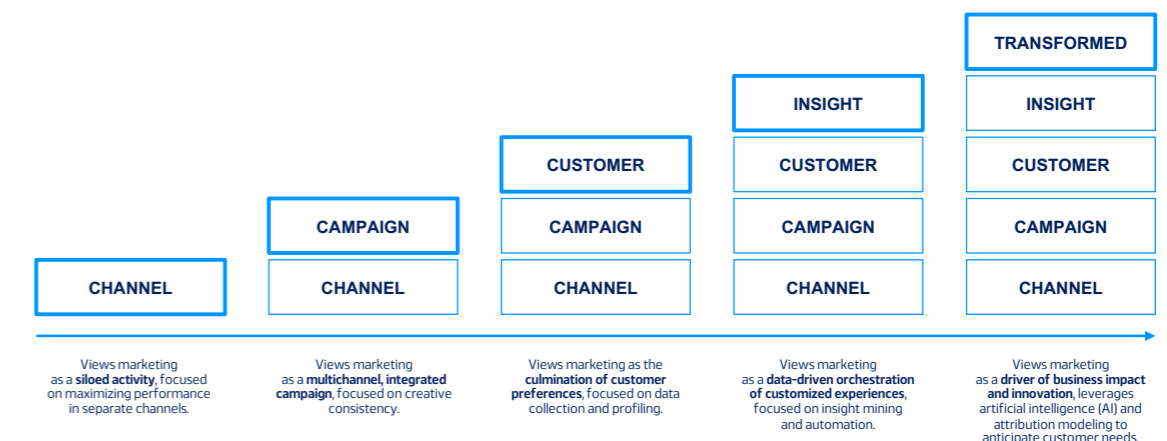 TRANSFORMED
INSIGHT
INSIGHT
CUSTOMER
CUSTOMER
CUSTOMER
CAMPAIGN
CAMPAIGN
CAMPAIGN
CAMPAIGN
CHANNEL
CHANNEL
CHANNEL
CHANNEL
CHANNEL
Views marketing
as a siloed activity, focused
on maximizing performance
in separate channels.
Views marketing
as a multichannel, integrated
campaign, focused on creative
consistency.
Views marketing as the
culmination of customer
preferences, focused on data
collection and profiling.
Views marketing
as a data-driven orchestration
of customized experiences,
focused on insight mining
and automation.
Views marketing
as a driver of business impact
and innovation, leverages
artificial intelligence (AI) and
attribution modeling to
anticipate customer needs.